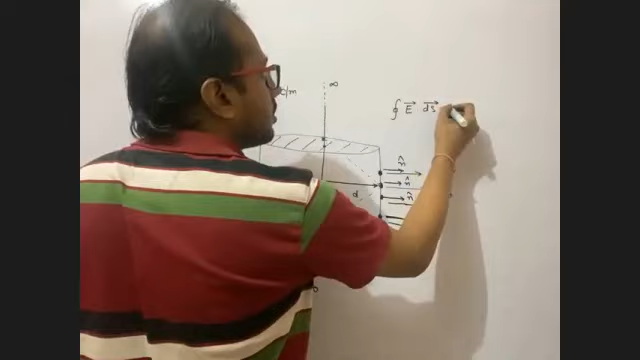 c/m
∞
∮ E⃗ ds⃗
n̂
n̂
d
n̂